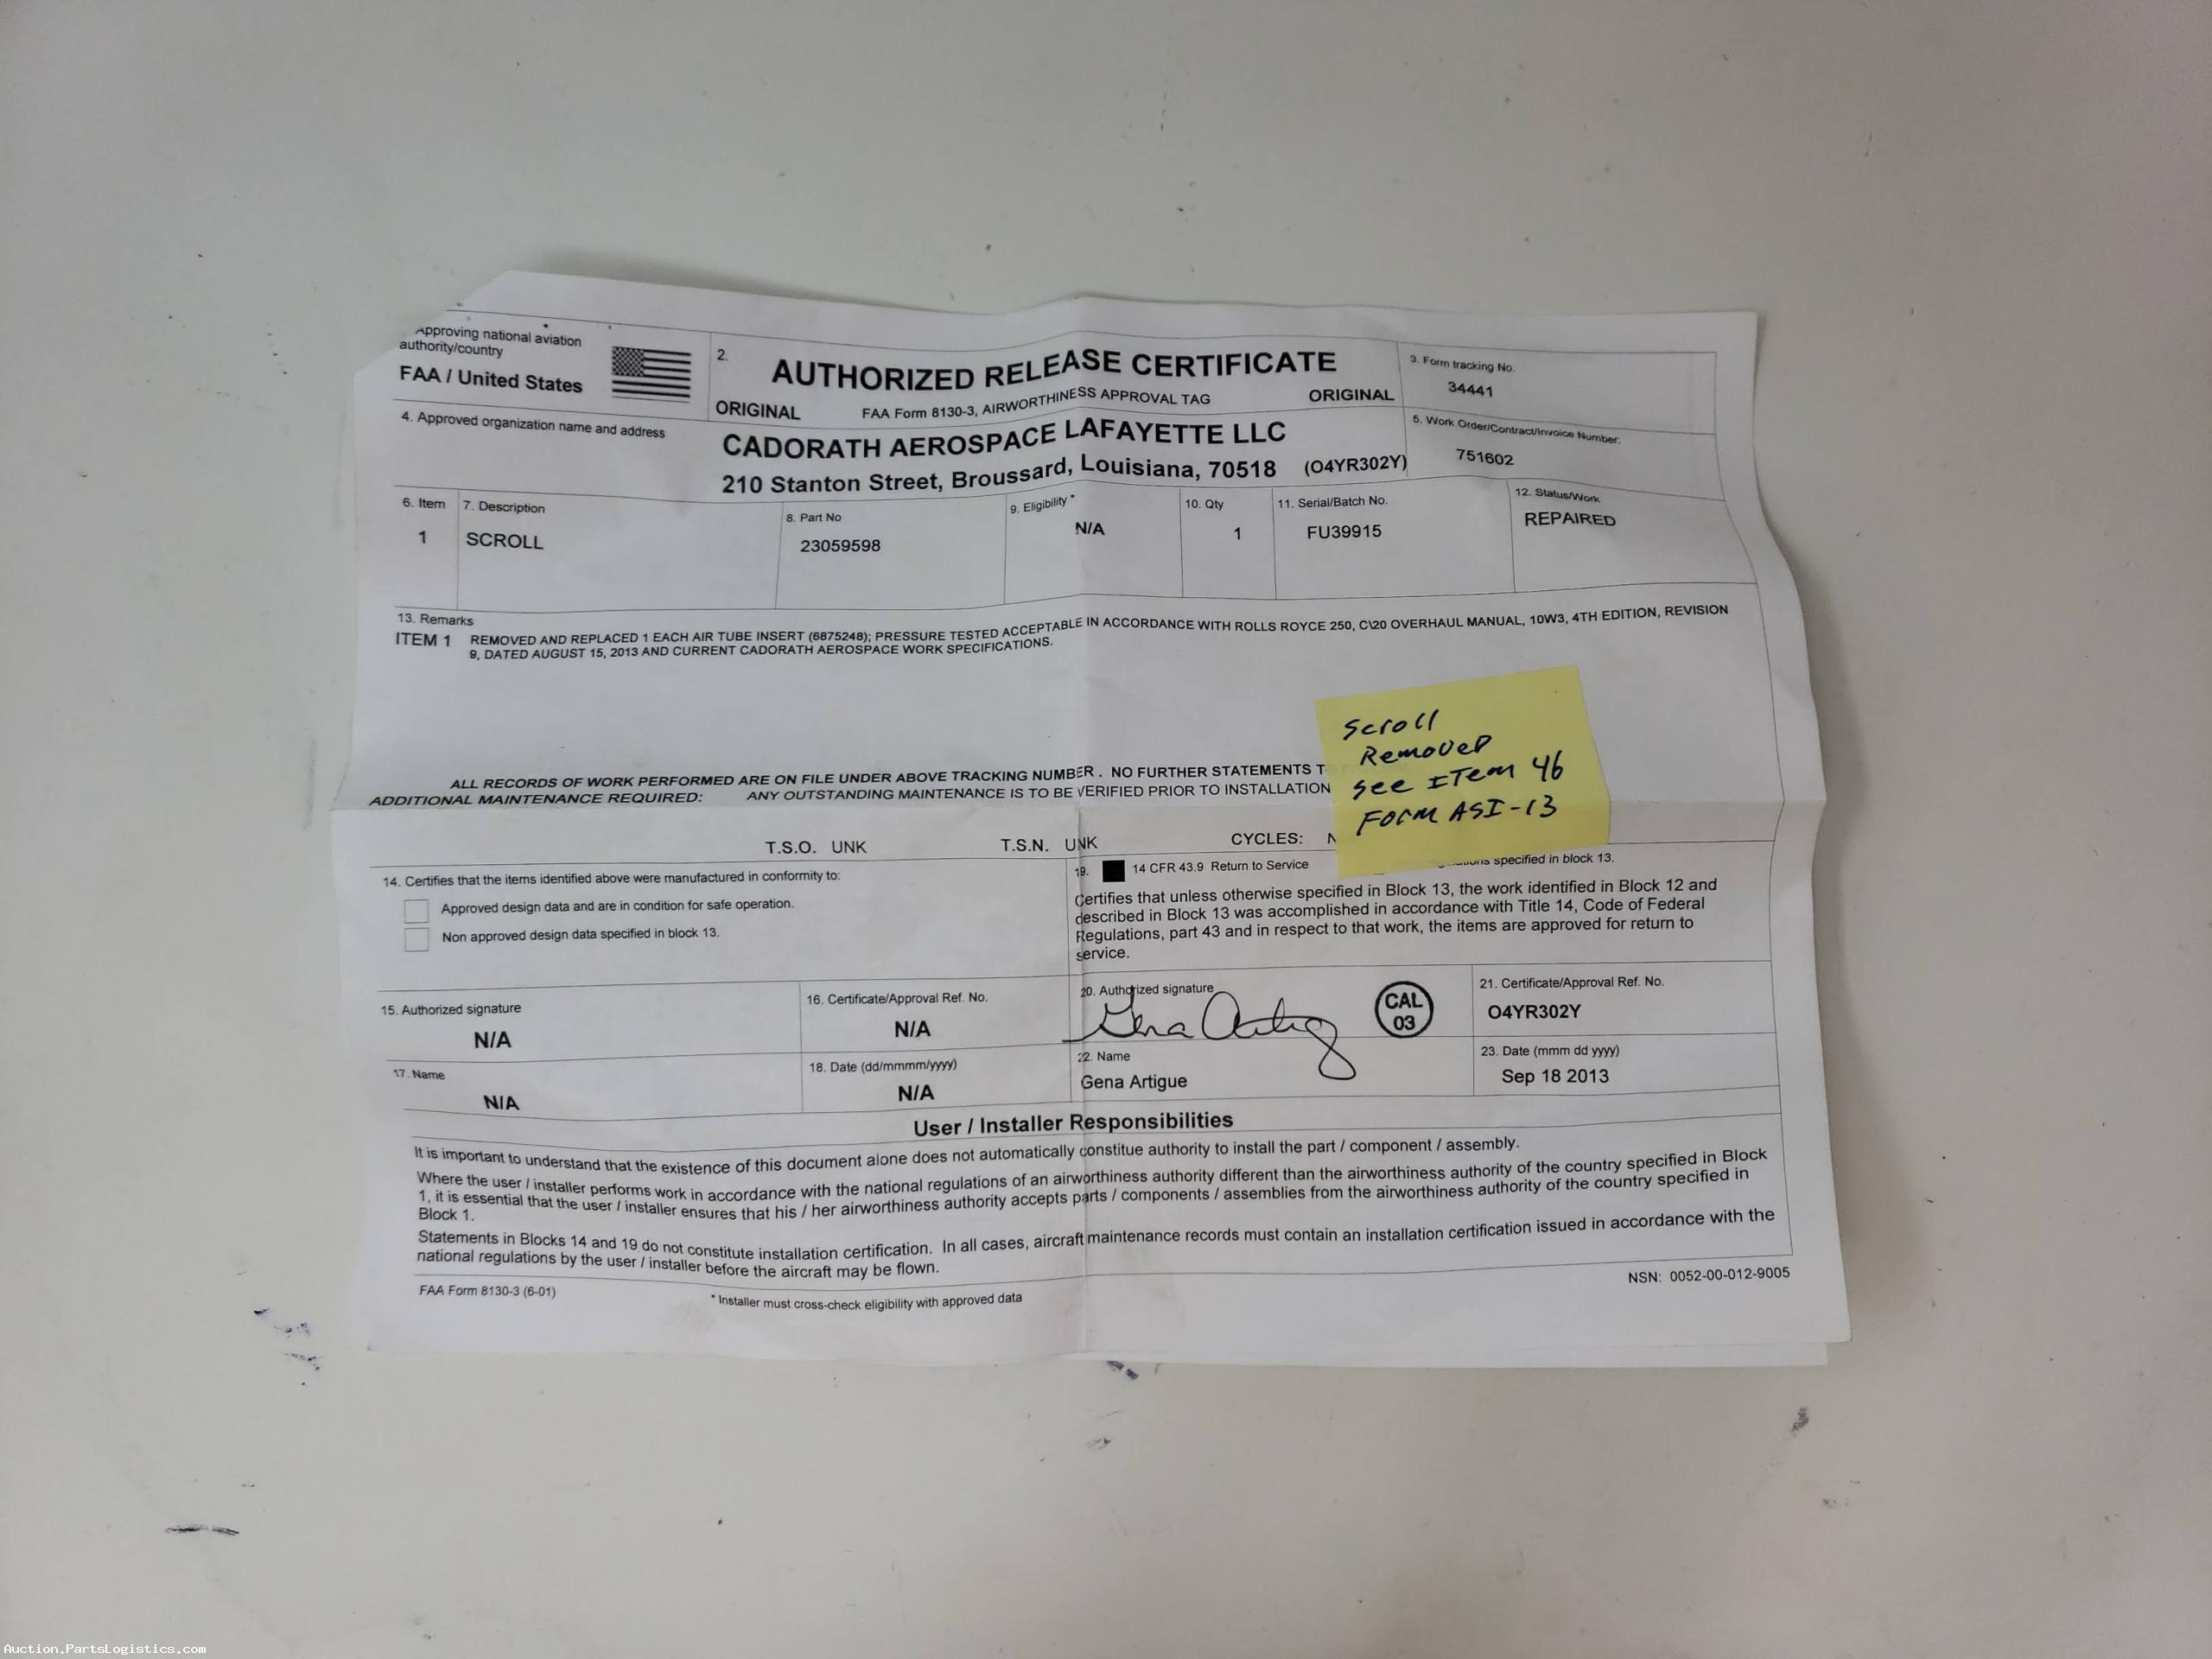 Approving national aviation
authority/country
FAA / United States
2.
AUTHORIZED RELEASE CERTIFICATE
ORIGINAL FAA Form 8130-3, AIRWORTHINESS APPROVAL TAG ORIGINAL
3. Form tracking No.
34441
4. Approved organization name and address
CADORATH AEROSPACE LAFAYETTE LLC
210 Stanton Street, Broussard, Louisiana, 70518 (O4YR302Y)
5. Work Order/Contract/Invoice Number:
751602
6. Item 7. Description 8. Part No 9. Eligibility * 10. Qty 11. Serial/Batch No. 12. Status/Work
1 SCROLL 23059598 N/A 1 FU39915 REPAIRED
13. Remarks
ITEM 1 REMOVED AND REPLACED 1 EACH AIR TUBE INSERT (6875248); PRESSURE TESTED ACCEPTABLE IN ACCORDANCE WITH ROLLS ROYCE 250, C\20 OVERHAUL MANUAL, 10W3, 4TH EDITION, REVISION
9, DATED AUGUST 15, 2013 AND CURRENT CADORATH AEROSPACE WORK SPECIFICATIONS.
Scroll
Removed
See ITem 46
Form ASI-13
ALL RECORDS OF WORK PERFORMED ARE ON FILE UNDER ABOVE TRACKING NUMBER. NO FURTHER STATEMENTS
ADDITIONAL MAINTENANCE REQUIRED: ANY OUTSTANDING MAINTENANCE IS TO BE VERIFIED PRIOR TO INSTALLATION
T.S.O. UNK T.S.N. UNK CYCLES:
14. Certifies that the items identified above were manufactured in conformity to:
Approved design data and are in condition for safe operation.
Non approved design data specified in block 13.
19. 14 CFR 43.9 Return to Service specified in block 13.
Certifies that unless otherwise specified in Block 13, the work identified in Block 12 and
described in Block 13 was accomplished in accordance with Title 14, Code of Federal
Regulations, part 43 and in respect to that work, the items are approved for return to
service.
15. Authorized signature
N/A
16. Certificate/Approval Ref. No.
N/A
20. Authorized signature
Gena Artigue
CAL
03
21. Certificate/Approval Ref. No.
O4YR302Y
17. Name
N/A
18. Date (dd/mmmm/yyyy)
N/A
22. Name
Gena Artigue
23. Date (mmm dd yyyy)
Sep 18 2013
User / Installer Responsibilities
It is important to understand that the existence of this document alone does not automatically constitue authority to install the part / component / assembly.
Where the user / installer performs work in accordance with the national regulations of an airworthiness authority different than the airworthiness authority of the country specified in Block
1, it is essential that the user / installer ensures that his / her airworthiness authority accepts parts / components / assemblies from the airworthiness authority of the country specified in
Block 1.
Statements in Blocks 14 and 19 do not constitute installation certification. In all cases, aircraft maintenance records must contain an installation certification issued in accordance with the
national regulations by the user / installer before the aircraft may be flown.
FAA Form 8130-3 (6-01)
* Installer must cross-check eligibility with approved data
NSN: 0052-00-012-9005
Auction.PartsLogistics.com